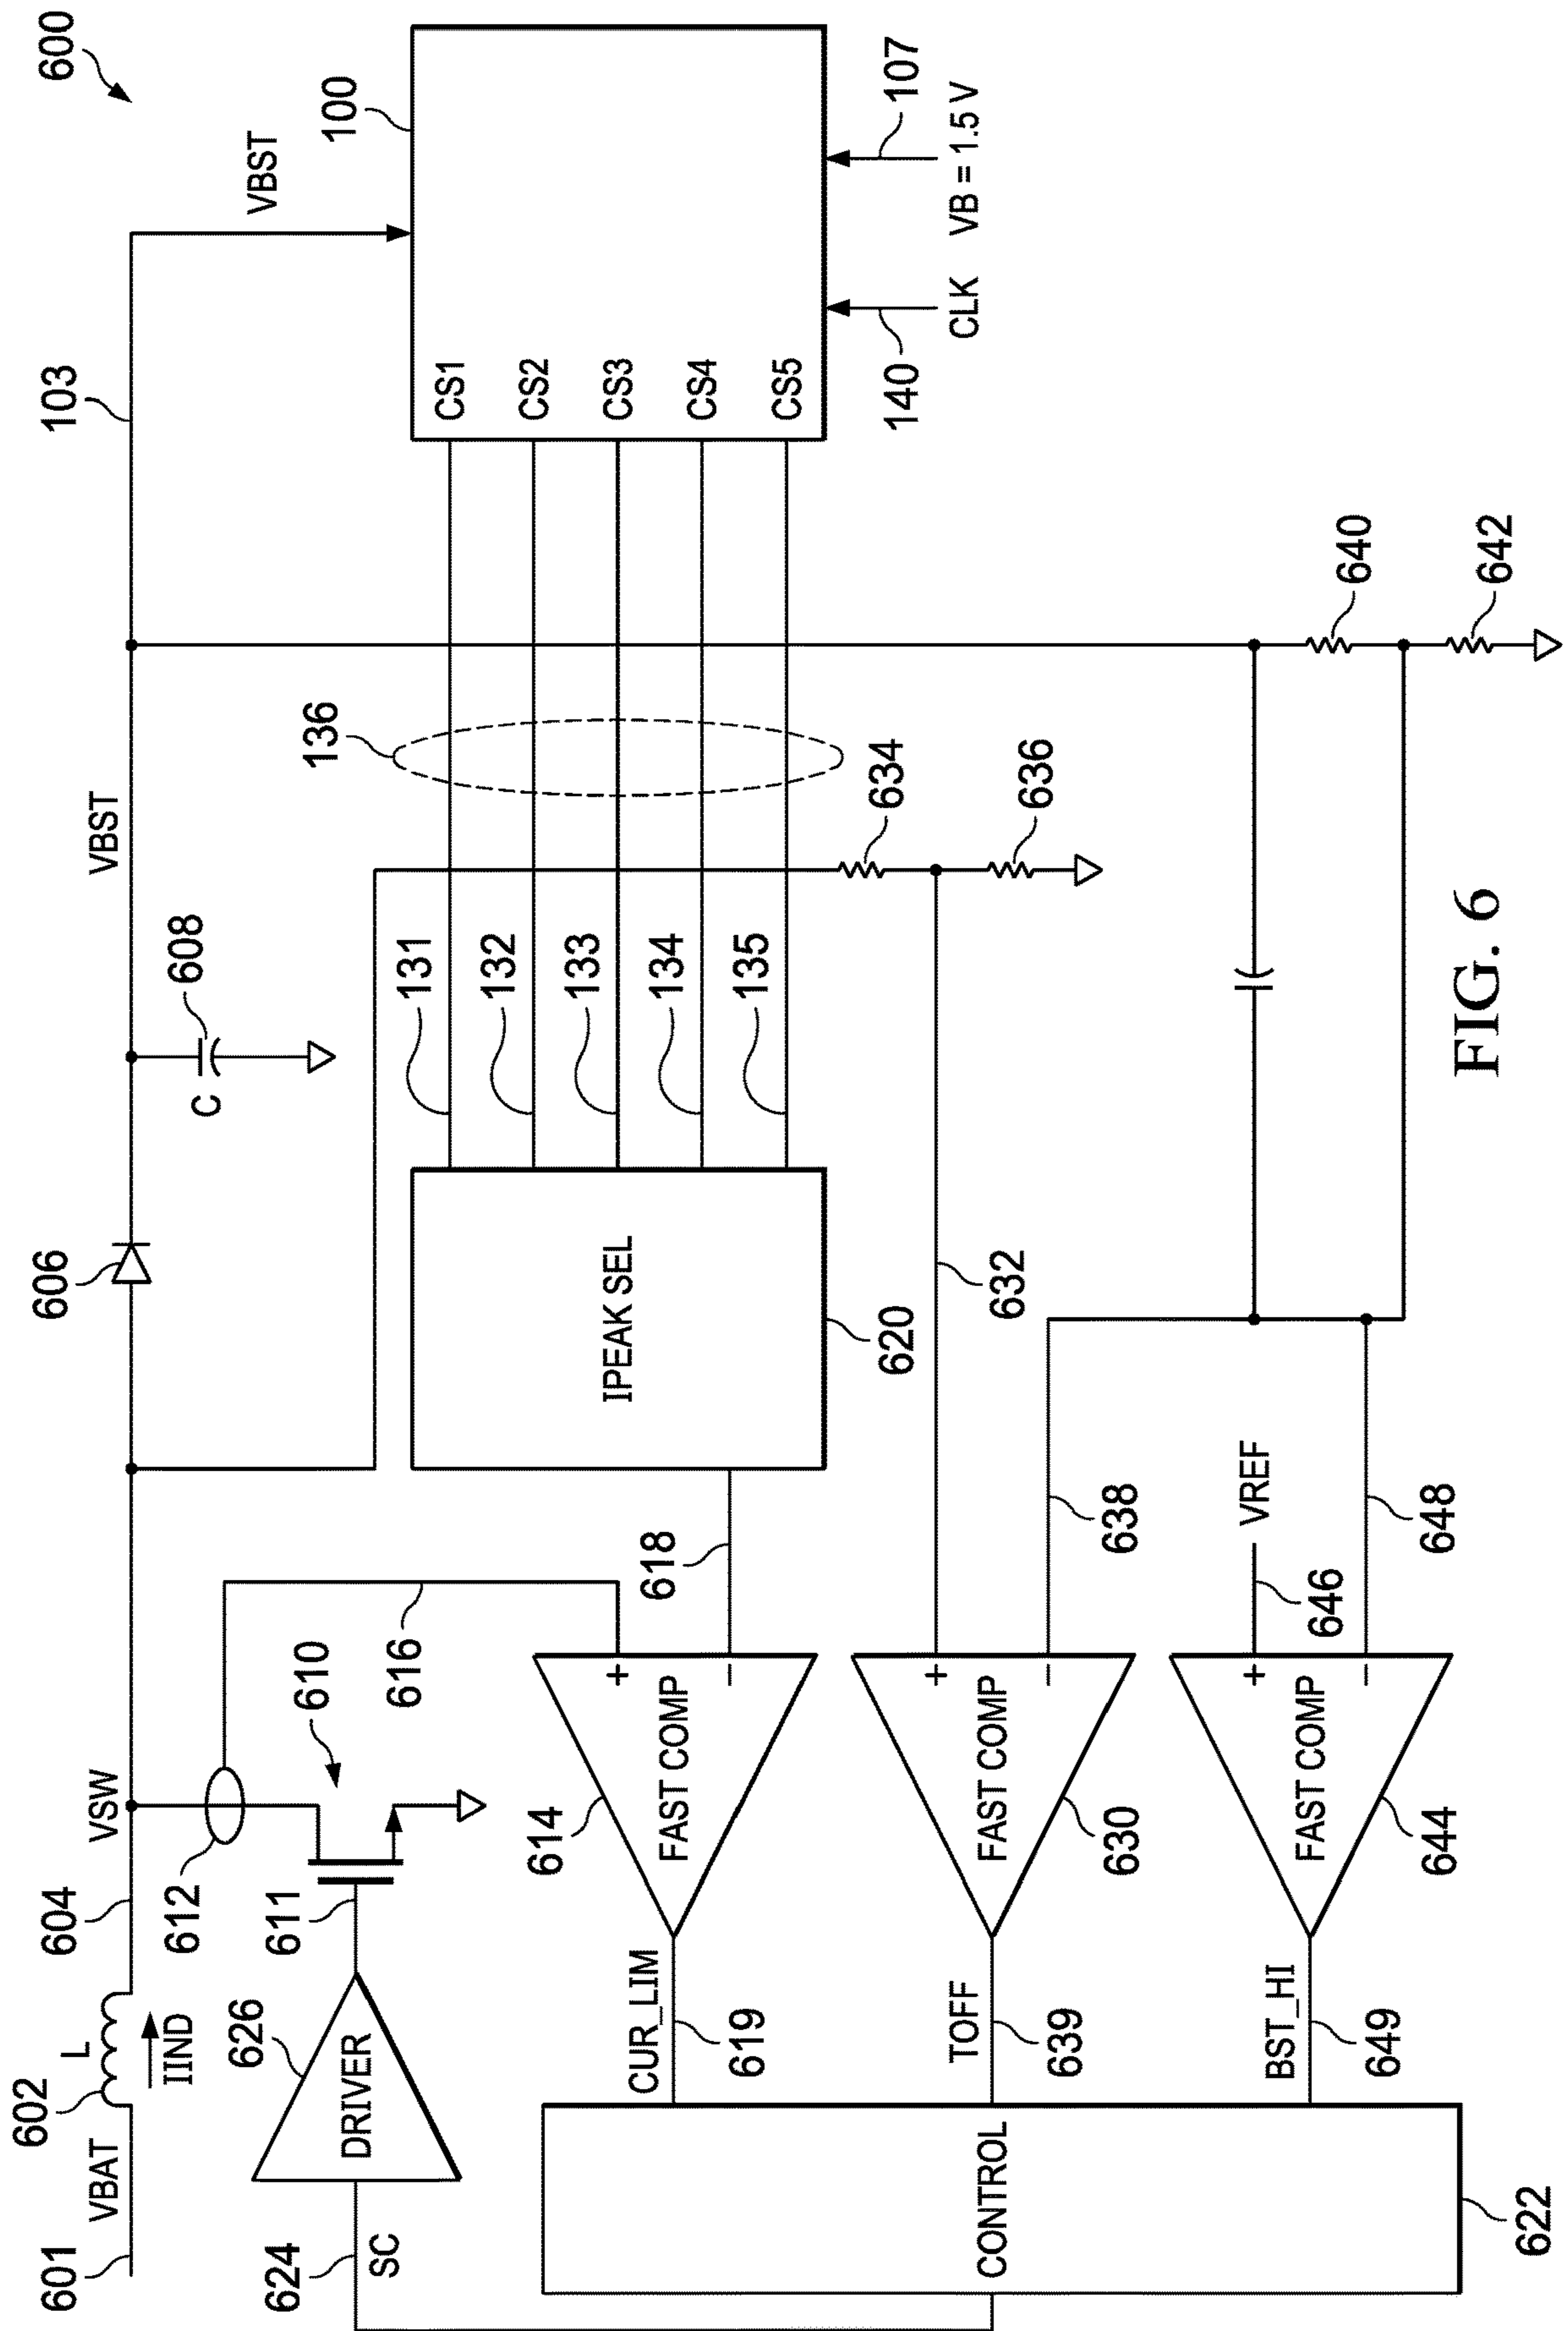 600
601
VBAT
602
L
IIND
604
VSW
606
VBST
103
VBST
C
608
612
610
611
616
624
SC
626
DRIVER
100
CS1
CS2
CS3
CS4
CS5
136
131
132
133
134
135
IPEAK SEL
620
618
140
CLK
VB = 1.5 V
107
614
+
−
FAST COMP
CUR_LIM
619
634
636
632
630
+
−
FAST COMP
TOFF
639
638
640
642
VREF
646
648
644
+
−
FAST COMP
BST_HI
649
CONTROL
622
FIG. 6